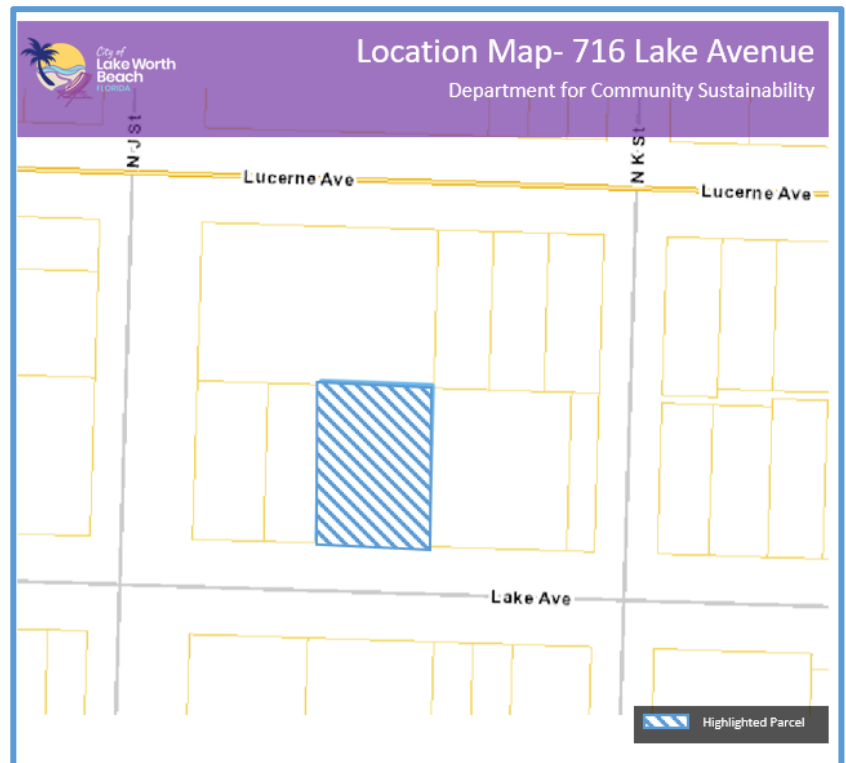 City of
Lake Worth
Beach
FLORIDA
Location Map- 716 Lake Avenue
Department for Community Sustainability
N J St
N K St
Lucerne Ave
Lucerne Ave
Lake Ave
Highlighted Parcel